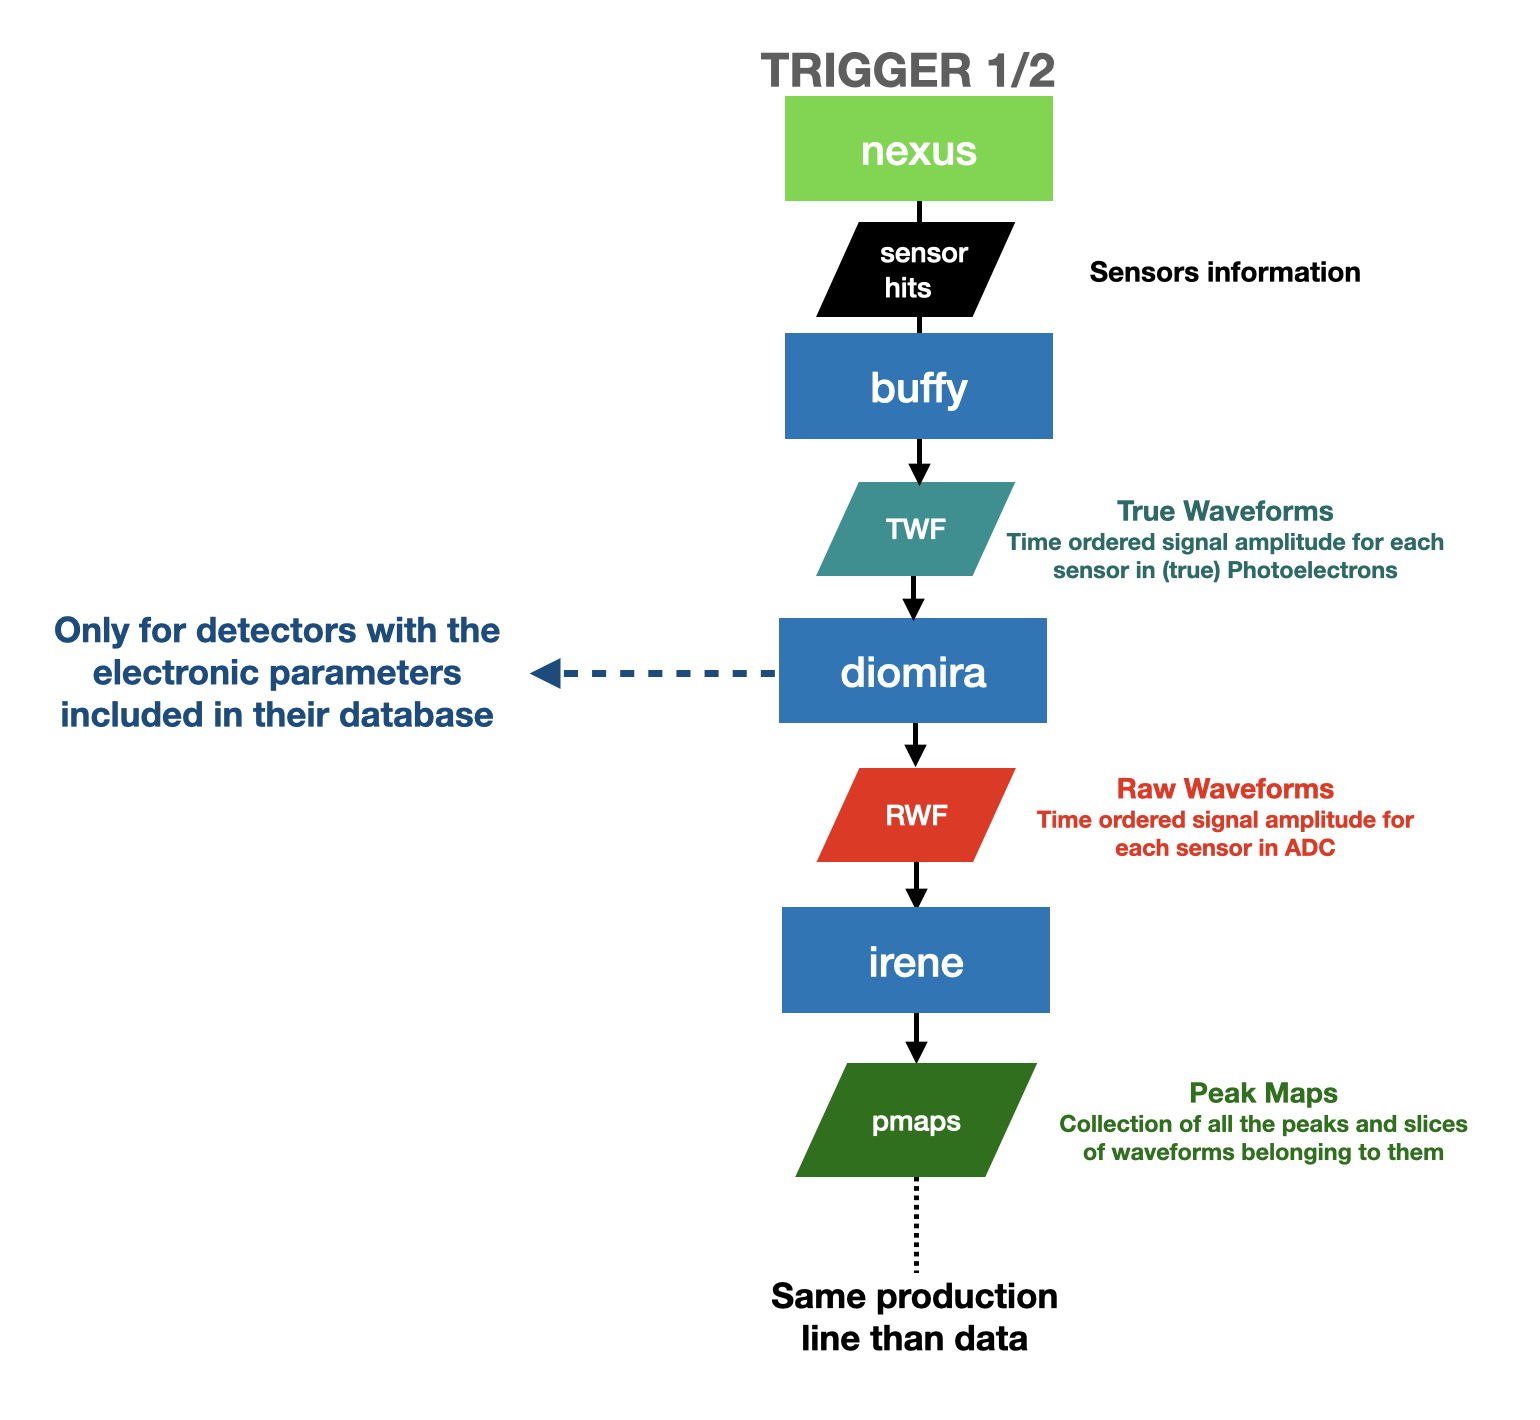 TRIGGER 1/2
nexus
sensor
hits
Sensors information
buffy
TWF
True Waveforms
Time ordered signal amplitude for each
sensor in (true) Photoelectrons
Only for detectors with the
electronic parameters
included in their database
diomira
RWF
Raw Waveforms
Time ordered signal amplitude for
each sensor in ADC
irene
pmaps
Peak Maps
Collection of all the peaks and slices
of waveforms belonging to them
Same production
line than data